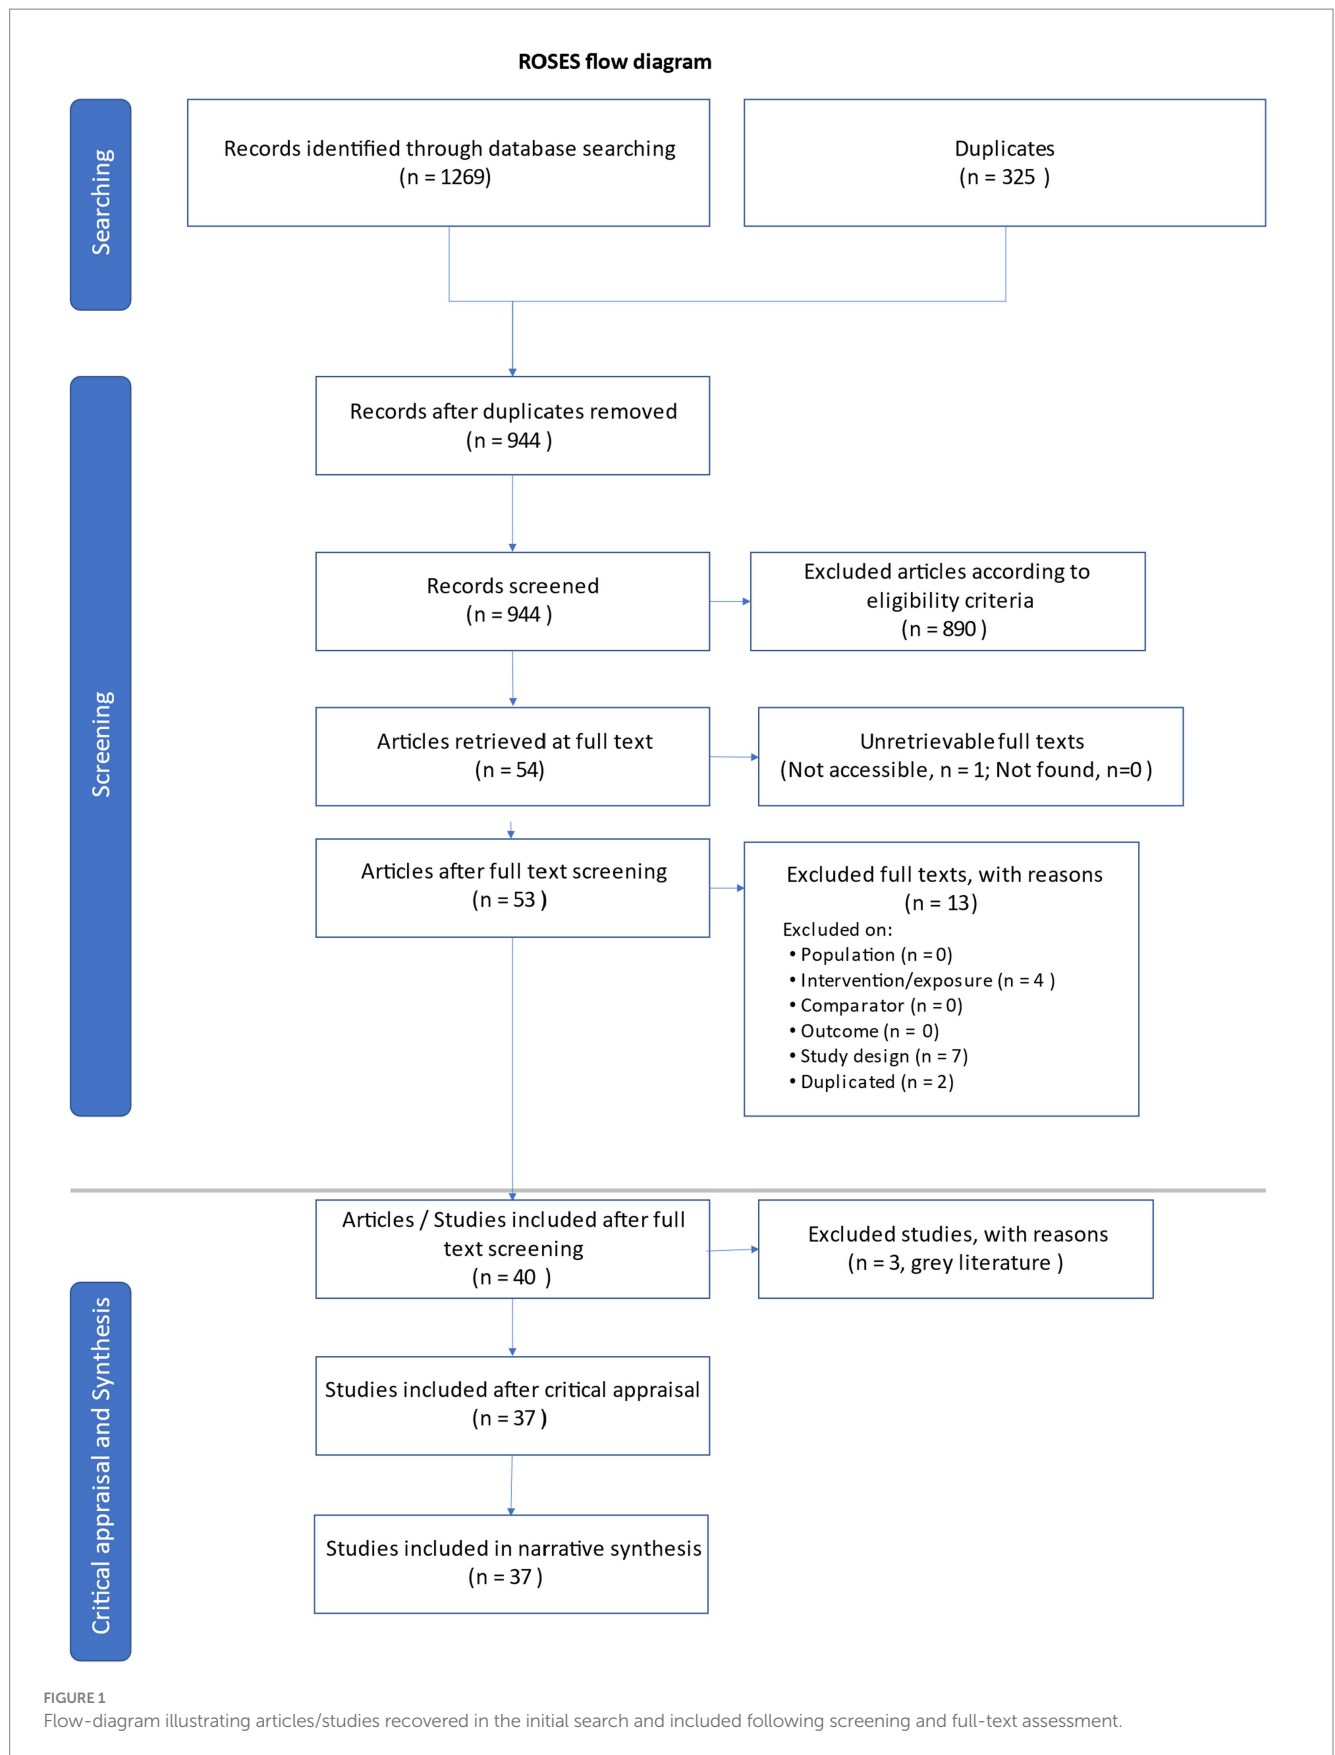 ROSES flow diagram
Searching
Records identified through database searching
(n = 1269)
Duplicates
(n = 325 )
Screening
Records after duplicates removed
(n = 944 )
Records screened
(n = 944 )
Excluded articles according to
eligibility criteria
(n = 890 )
Articles retrieved at full text
(n = 54)
Unretrievable full texts
(Not accessible, n = 1; Not found, n=0 )
Articles after full text screening
(n = 53 )
Excluded full texts, with reasons
(n = 13)
Excluded on:
• Population (n = 0)
• Intervention/exposure (n = 4 )
• Comparator (n = 0)
• Outcome (n = 0)
• Study design (n = 7)
• Duplicated (n = 2)
Critical appraisal and Synthesis
Articles / Studies included after full
text screening
(n = 40 )
Excluded studies, with reasons
(n = 3, grey literature )
Studies included after critical appraisal
(n = 37 )
Studies included in narrative synthesis
(n = 37 )
FIGURE 1
Flow-diagram illustrating articles/studies recovered in the initial search and included following screening and full-text assessment.